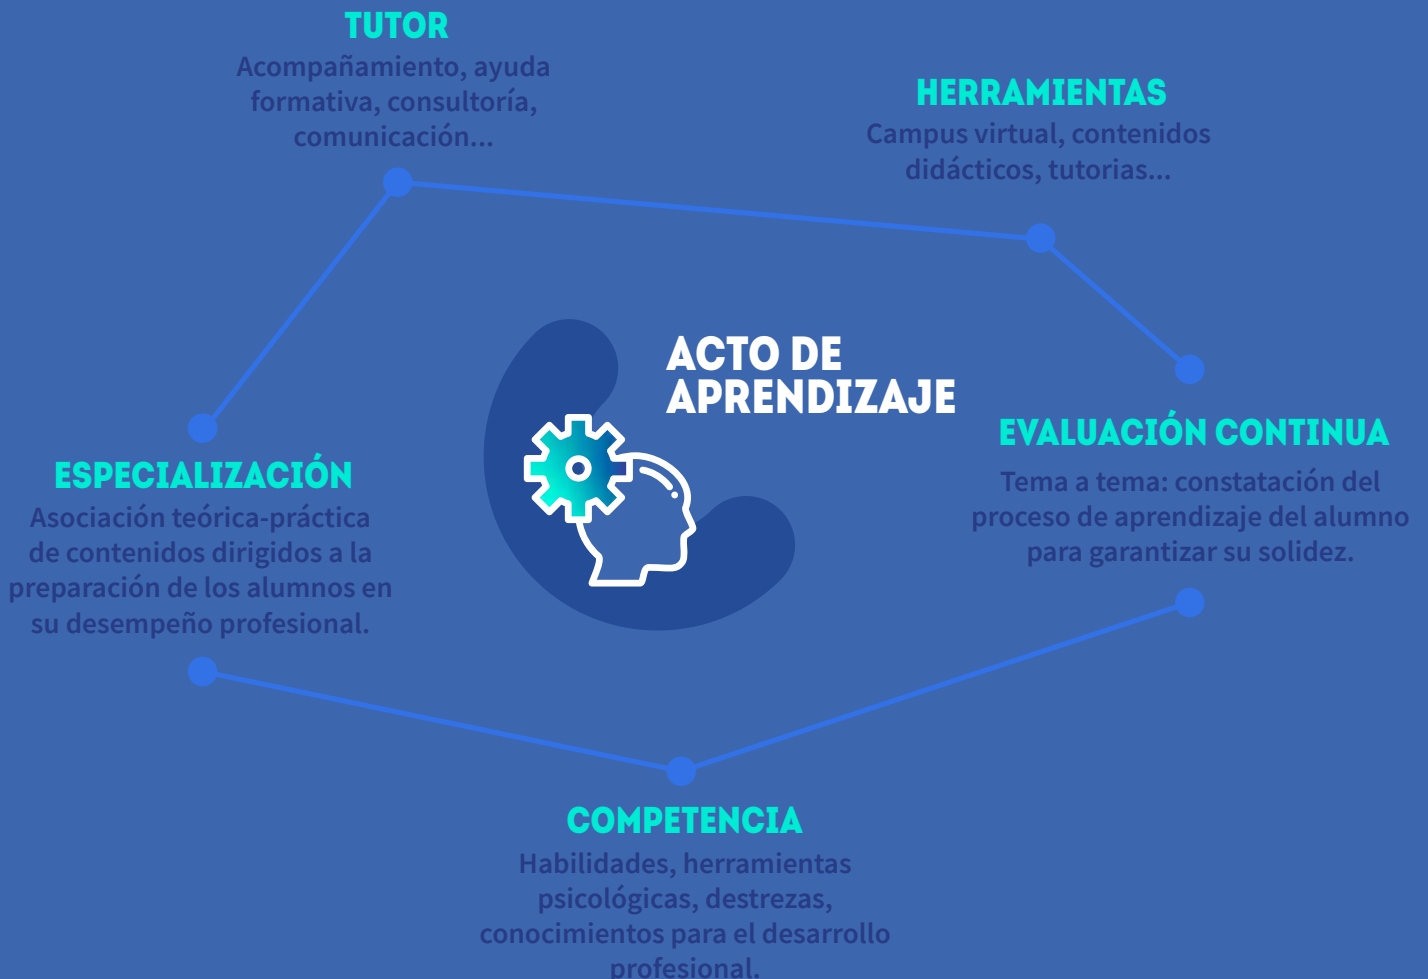 TUTOR
Acompañamiento, ayuda
formativa, consultoría,
comunicación...
HERRAMIENTAS
Campus virtual, contenidos
didácticos, tutorias...
ACTO DE
APRENDIZAJE
EVALUACIÓN CONTINUA
Tema a tema: constatación del
proceso de aprendizaje del alumno
para garantizar su solidez.
ESPECIALIZACIÓN
Asociación teórica-práctica
de contenidos dirigidos a la
preparación de los alumnos en
su desempeño profesional.
COMPETENCIA
Habilidades, herramientas
psicológicas, destrezas,
conocimientos para el desarrollo
profesional.